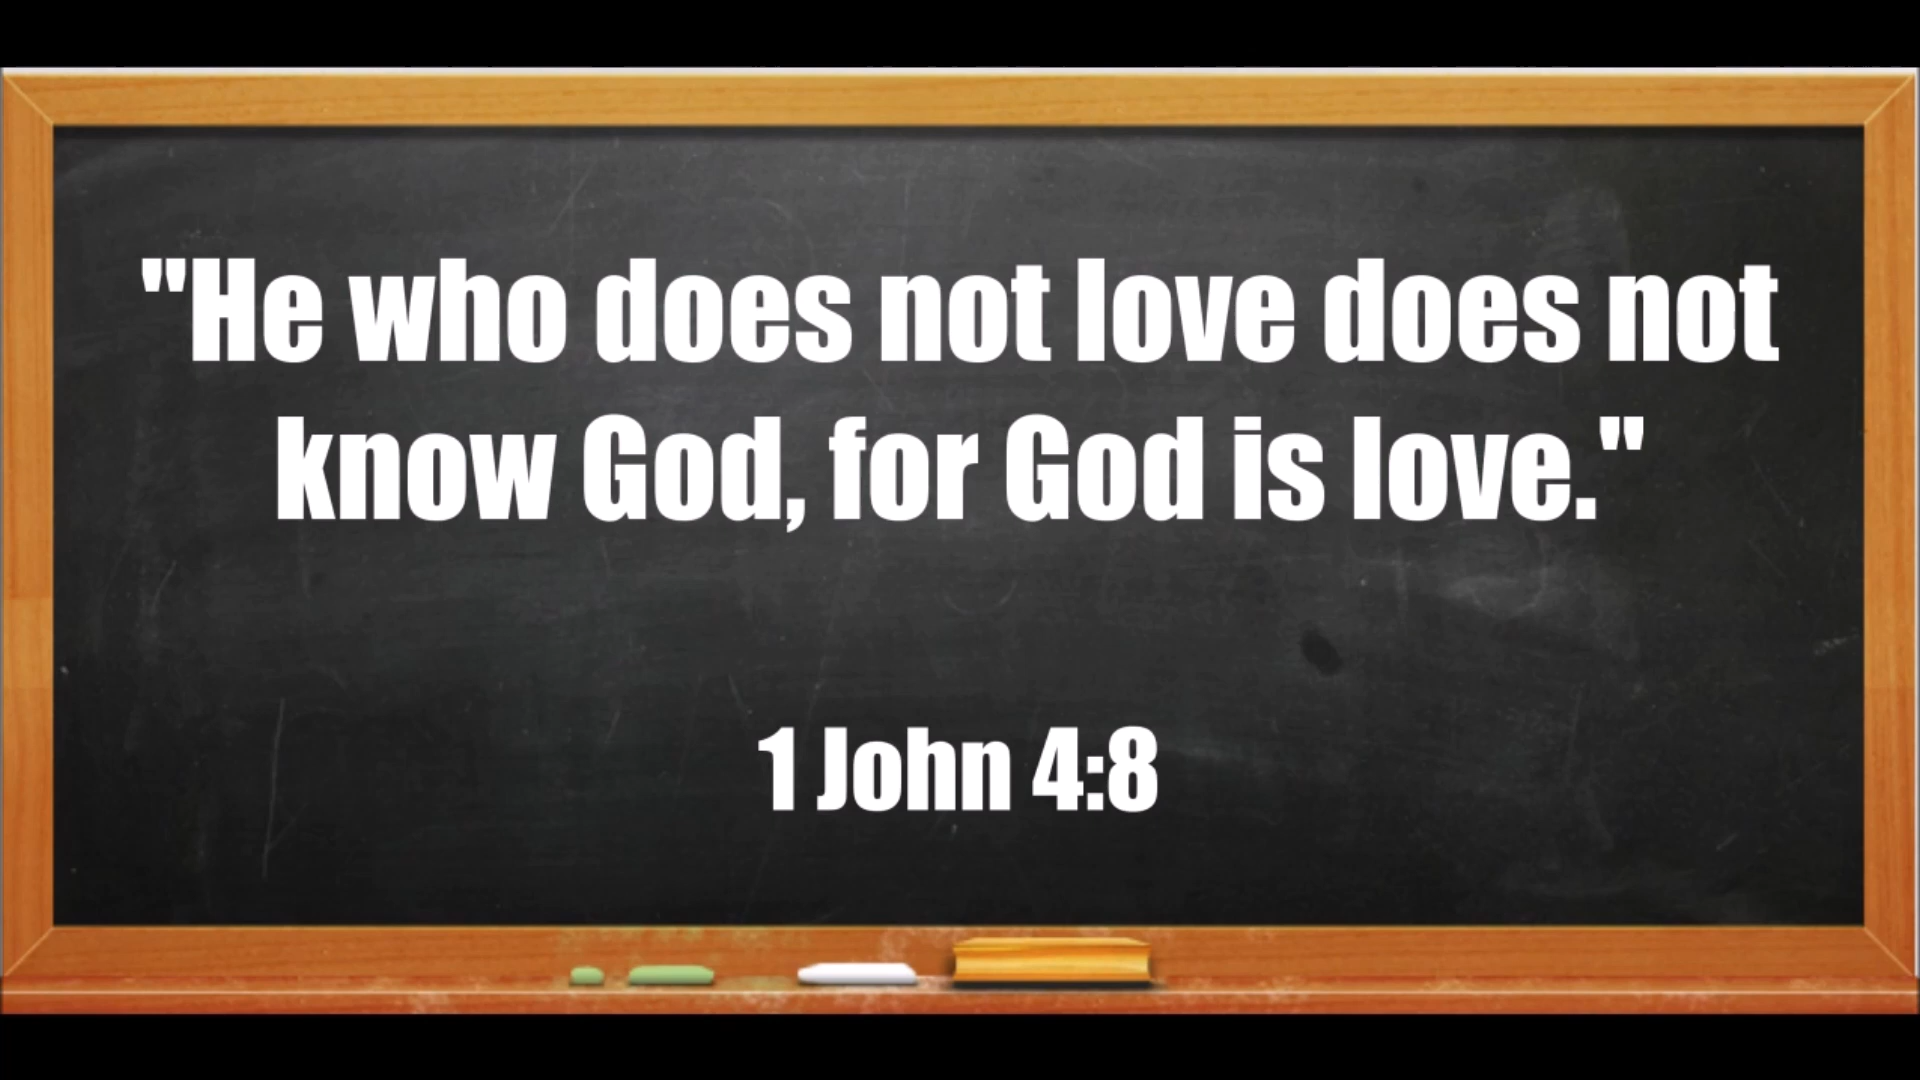 "He who does not love does not
know God, for God is love."
1 John 4:8